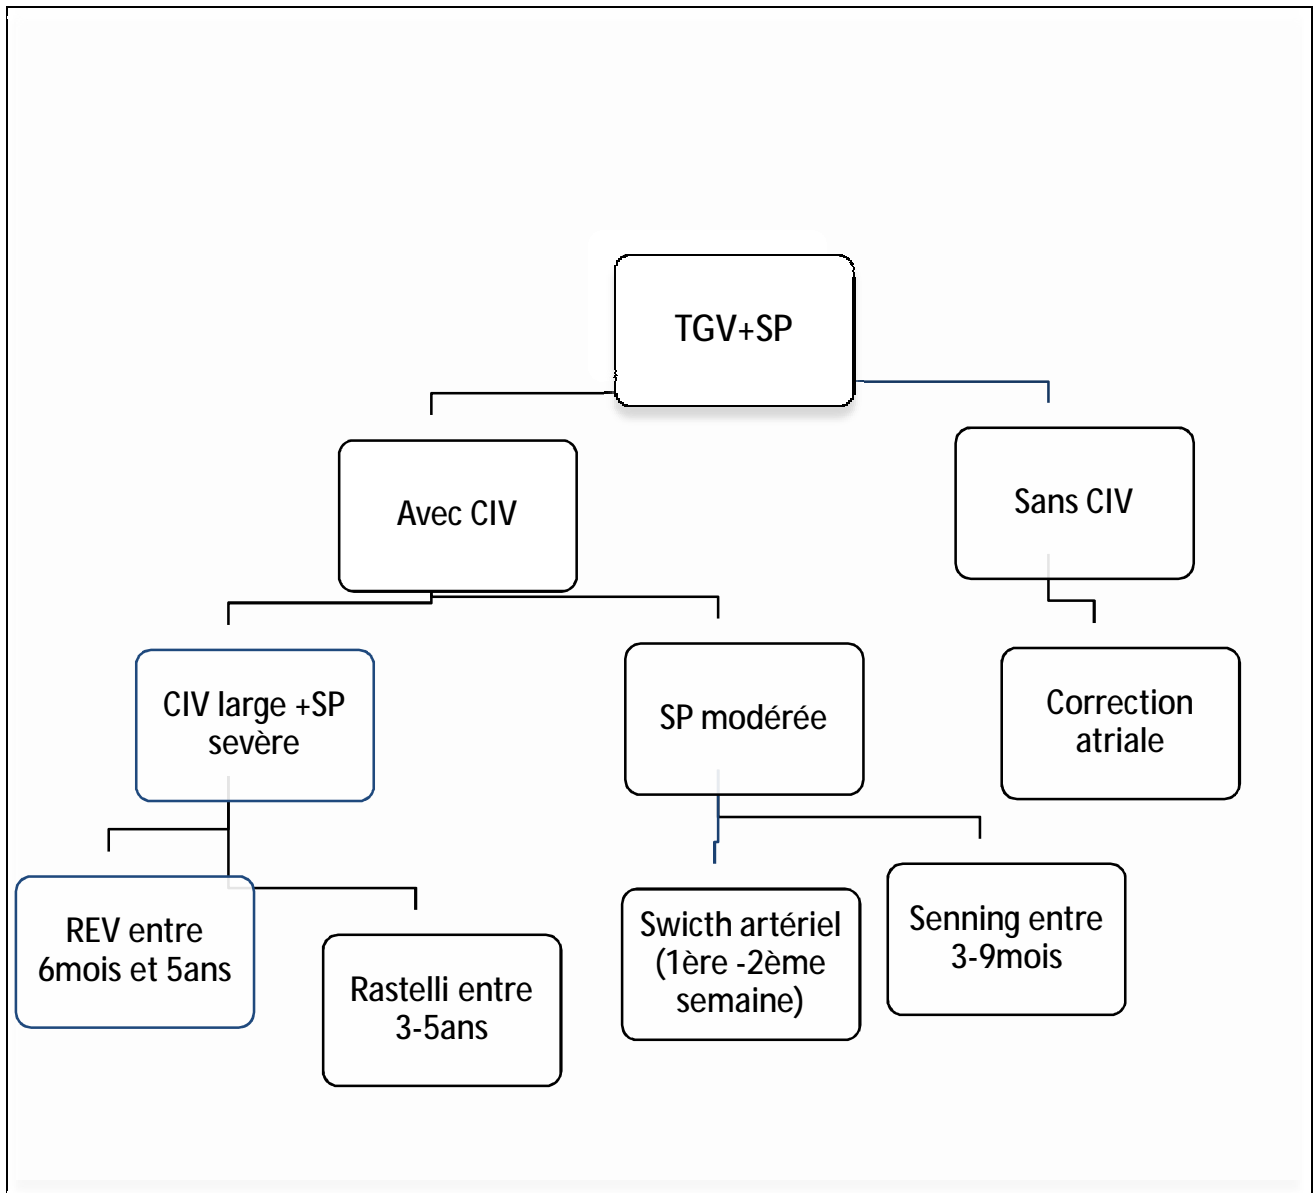 TGV+SP
Avec CIV
Sans CIV
CIV large +SP
sevère
SP modérée
Correction
atriale
REV entre
6mois et 5ans
Rastelli entre
3-5ans
Swicth artériel
(1ère -2ème
semaine)
Senning entre
3-9mois